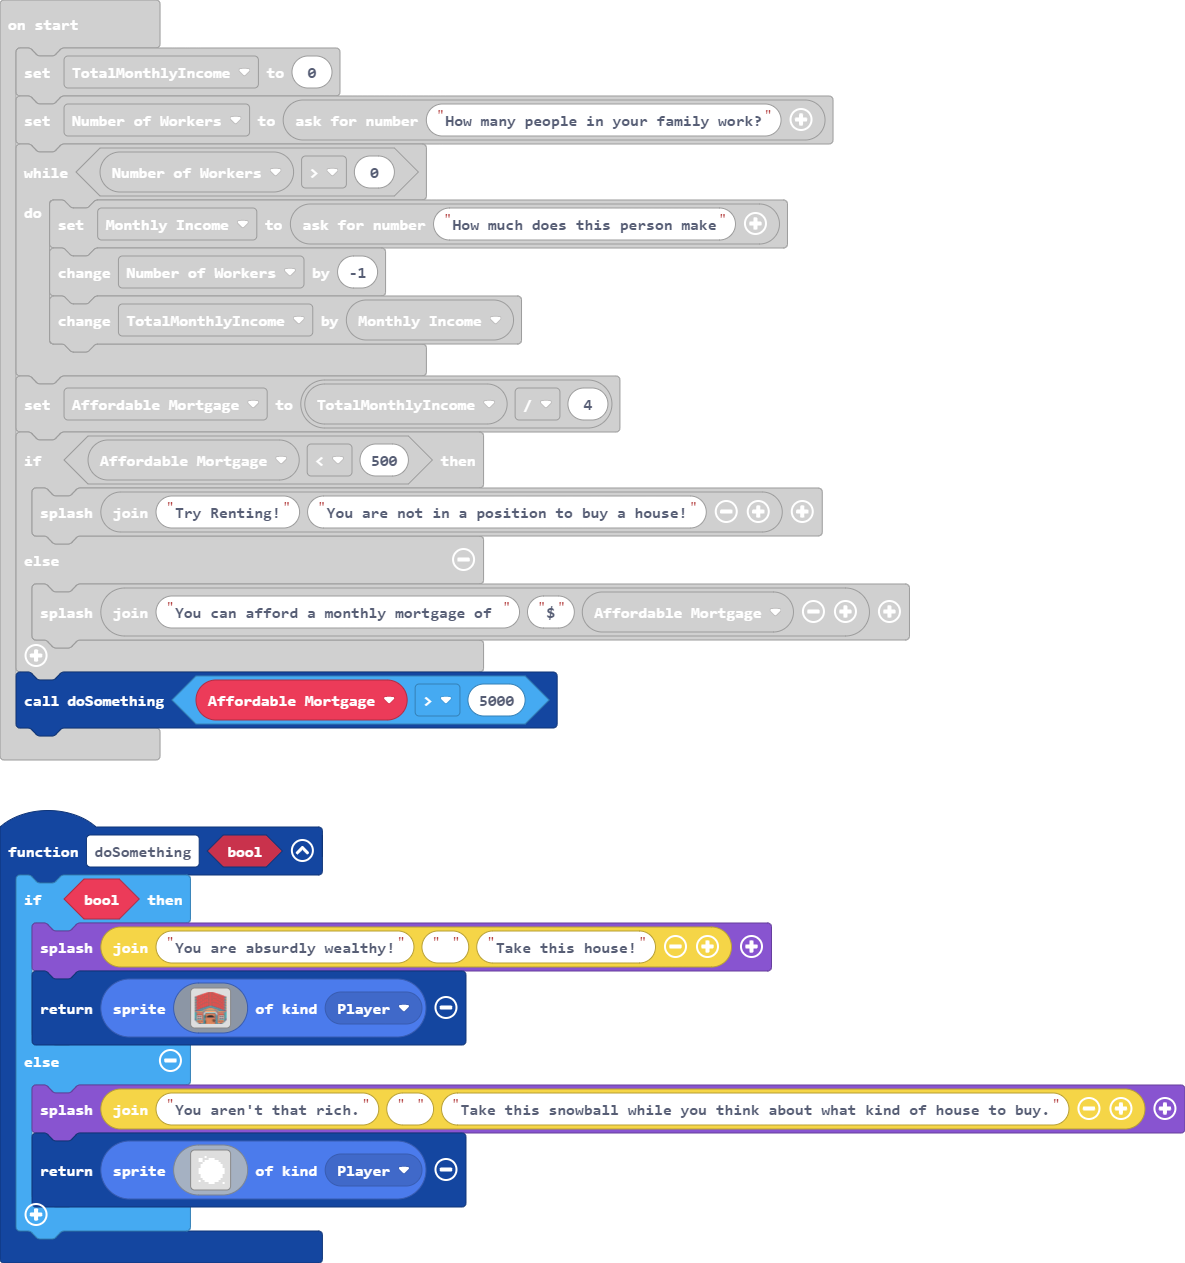 on start
set TotalMonthlyIncome to 0
set Number of Workers to ask for number "How many people in your family work?"
while Number of Workers > 0
do set Monthly Income to ask for number "How much does this person make"
change Number of Workers by -1
change TotalMonthlyIncome by Monthly Income
set Affordable Mortgage to TotalMonthlyIncome / 4
if Affordable Mortgage < 500 then
splash join "Try Renting!" "You are not in a position to buy a house!"
else
splash join "You can afford a monthly mortgage of " "$" Affordable Mortgage
call doSomething Affordable Mortgage > 5000
function doSomething bool
if bool then
splash join "You are absurdly wealthy!" " " "Take this house!"
return sprite of kind Player
else
splash join "You aren't that rich." " " "Take this snowball while you think about what kind of house to buy."
return sprite of kind Player